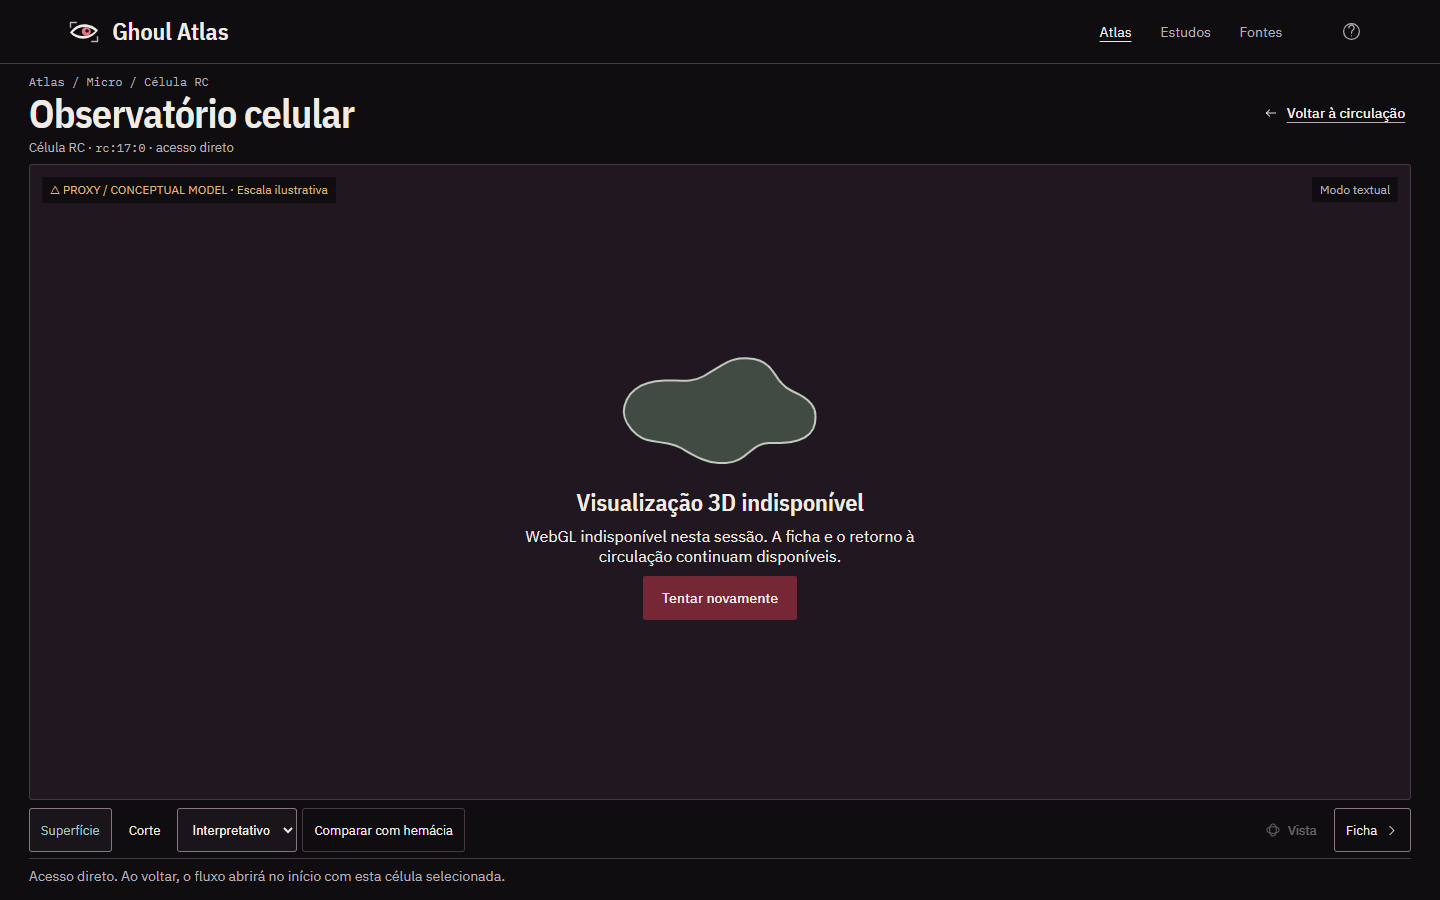 Ghoul Atlas
Atlas
Estudos
Fontes
?
Atlas / Micro / Célula RC
Observatório celular
← Voltar à circulação
Célula RC · rc:17:0 · acesso direto
△ PROXY / CONCEPTUAL MODEL · Escala ilustrativa
Modo textual
Visualização 3D indisponível
WebGL indisponível nesta sessão. A ficha e o retorno à
circulação continuam disponíveis.
Tentar novamente
Superfície
Corte
Interpretativo
Comparar com hemácia
Vista
Ficha
Acesso direto. Ao voltar, o fluxo abrirá no início com esta célula selecionada.